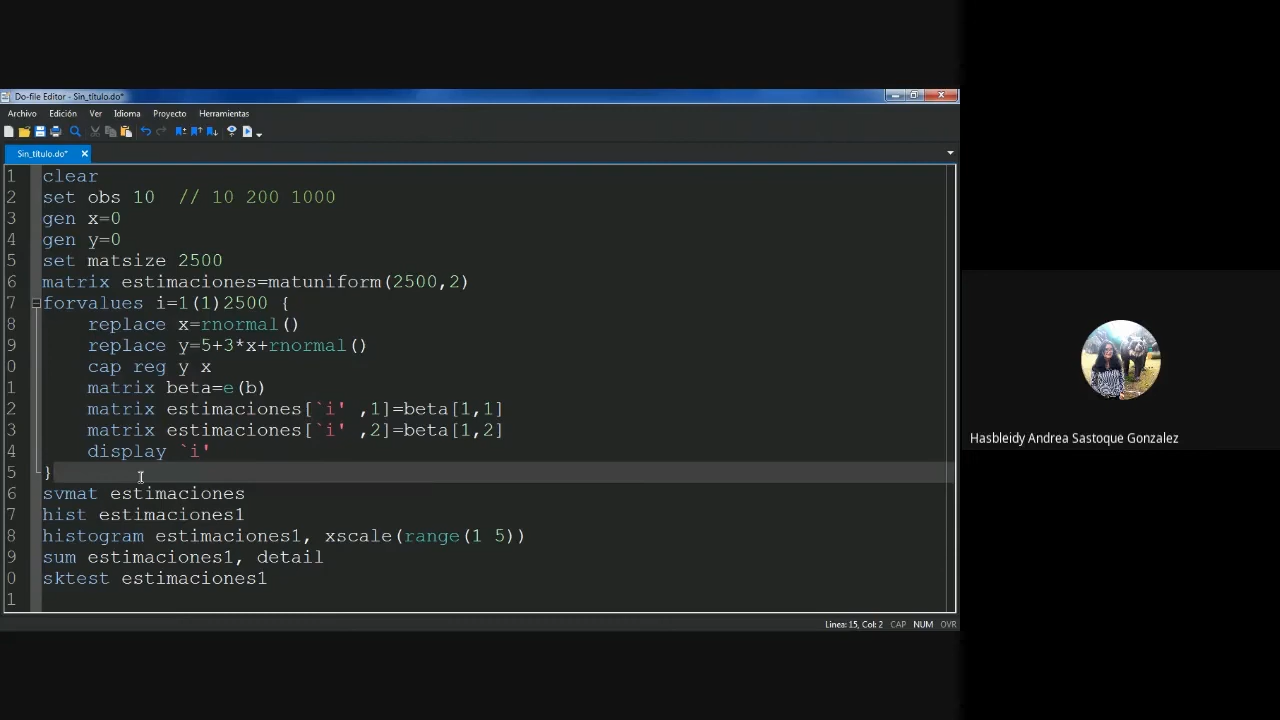 Do-file Editor - Sin_título.do*
Archivo Edición Ver Idioma Proyecto Herramientas
Sin_título.do*
1 clear
2 set obs 10 // 10 200 1000
3 gen x=0
4 gen y=0
5 set matsize 2500
6 matrix estimaciones=matuniform(2500,2)
7 forvalues i=1(1)2500 {
8 replace x=rnormal()
9 replace y=5+3*x+rnormal()
0 cap reg y x
1 matrix beta=e(b)
2 matrix estimaciones[`i' ,1]=beta[1,1]
3 matrix estimaciones[`i' ,2]=beta[1,2]
4 display `i'
5 }
6 svmat estimaciones
7 hist estimaciones1
8 histogram estimaciones1, xscale(range(1 5))
9 sum estimaciones1, detail
0 sktest estimaciones1
1
Línea: 15, Col: 2 CAP NUM OVR
Hasbleidy Andrea Sastoque Gonzalez